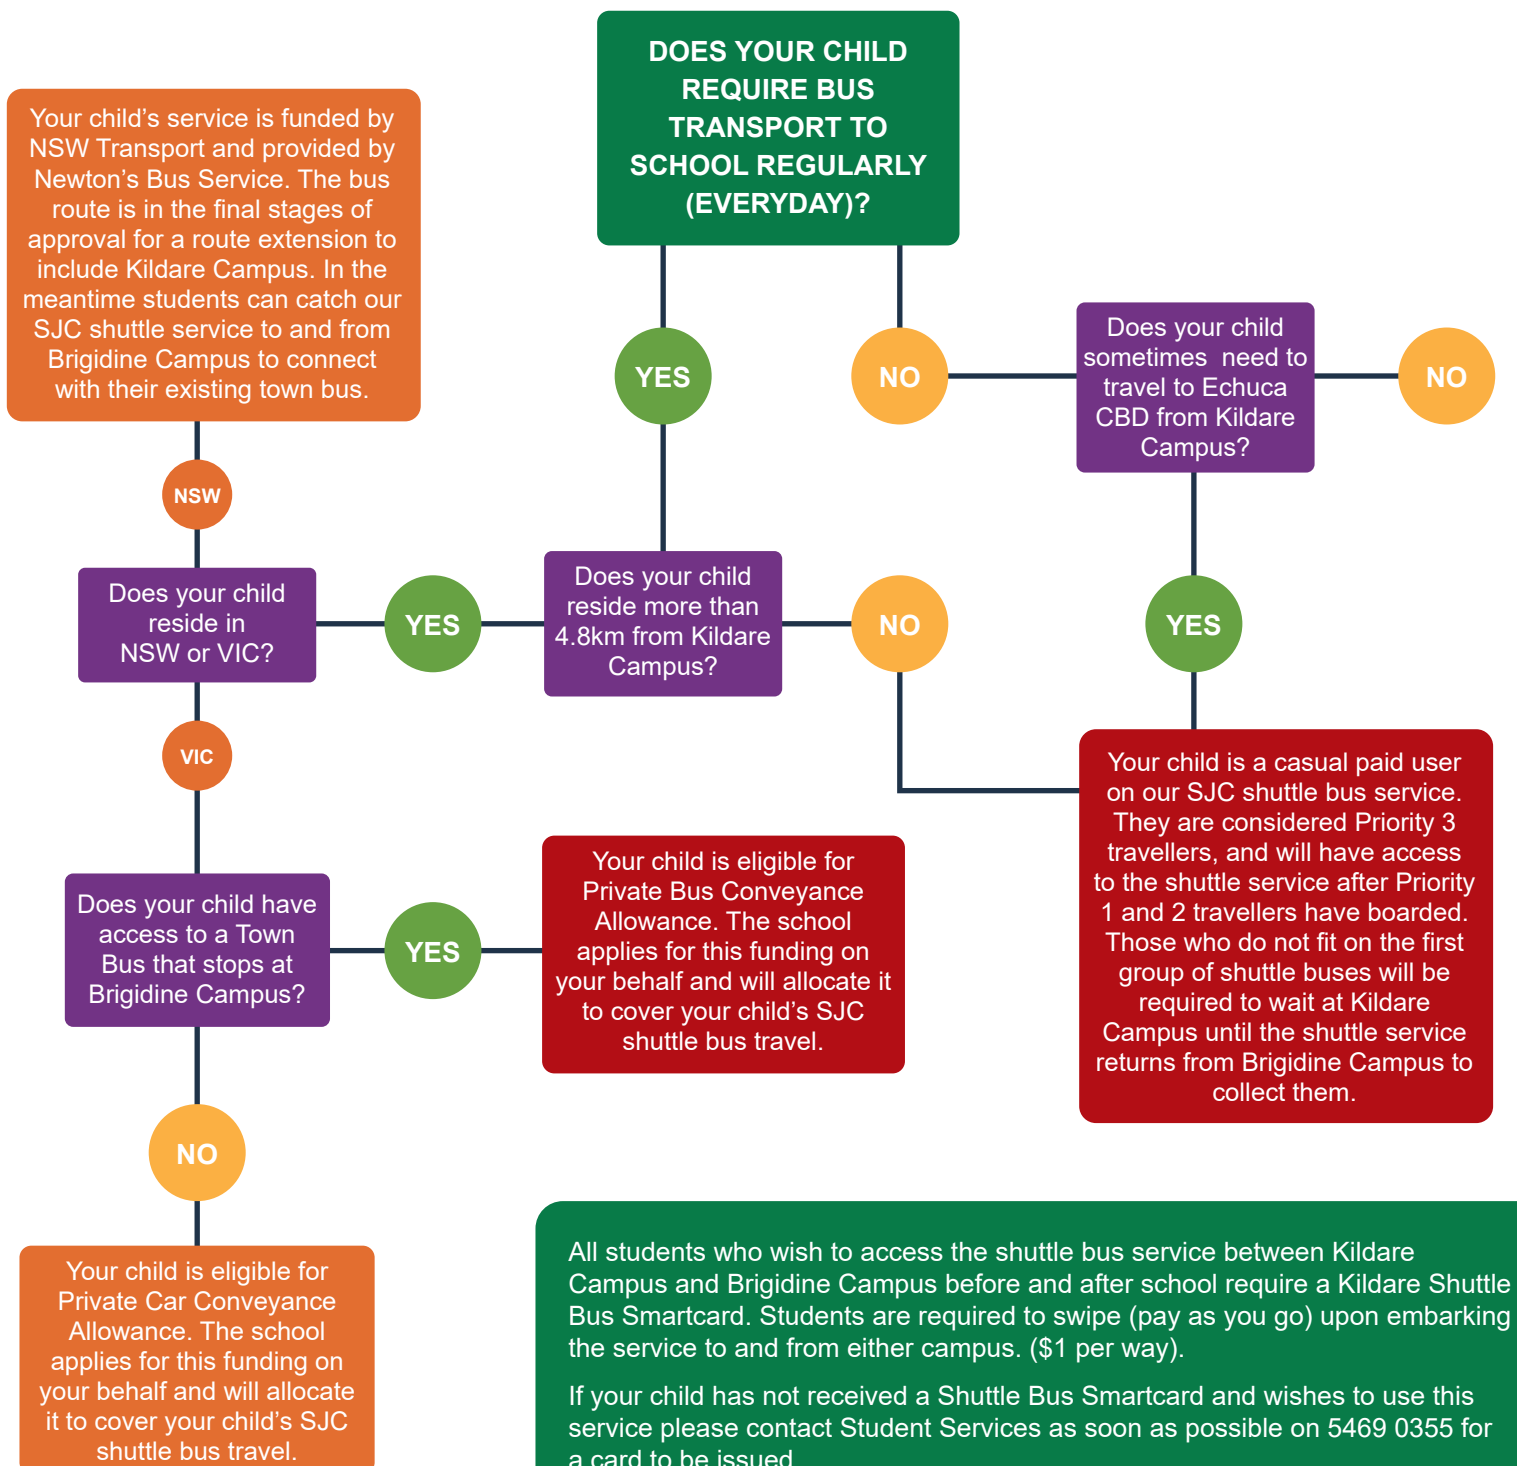 DOES YOUR CHILD
REQUIRE BUS
TRANSPORT TO
SCHOOL REGULARLY
(EVERYDAY)?
Your child’s service is funded by
NSW Transport and provided by
Newton’s Bus Service. The bus
route is in the final stages of
approval for a route extension to
include Kildare Campus. In the
meantime students can catch our
SJC shuttle service to and from
Brigidine Campus to connect
with their existing town bus.
YES
NO
Does your child
sometimes  need to
travel to Echuca
CBD from Kildare
Campus?
NO
NSW
Does your child
reside in
NSW or VIC?
YES
Does your child
reside more than
4.8km from Kildare
Campus?
NO
YES
VIC
Your child is a casual paid user
on our SJC shuttle bus service.
They are considered Priority 3
travellers, and will have access
to the shuttle service after Priority
1 and 2 travellers have boarded.
Those who do not fit on the first
group of shuttle buses will be
required to wait at Kildare
Campus until the shuttle service
returns from Brigidine Campus to
collect them.
Does your child have
access to a Town
Bus that stops at
Brigidine Campus?
YES
Your child is eligible for
Private Bus Conveyance
Allowance. The school
applies for this funding on
your behalf and will allocate it
to cover your child’s SJC
shuttle bus travel.
NO
Your child is eligible for
Private Car Conveyance
Allowance. The school
applies for this funding on
your behalf and will allocate
it to cover your child’s SJC
shuttle bus travel.
All students who wish to access the shuttle bus service between Kildare
Campus and Brigidine Campus before and after school require a Kildare Shuttle
Bus Smartcard. Students are required to swipe (pay as you go) upon embarking
the service to and from either campus. ($1 per way).
If your child has not received a Shuttle Bus Smartcard and wishes to use this
service please contact Student Services as soon as possible on 5469 0355 for
a card to be issued